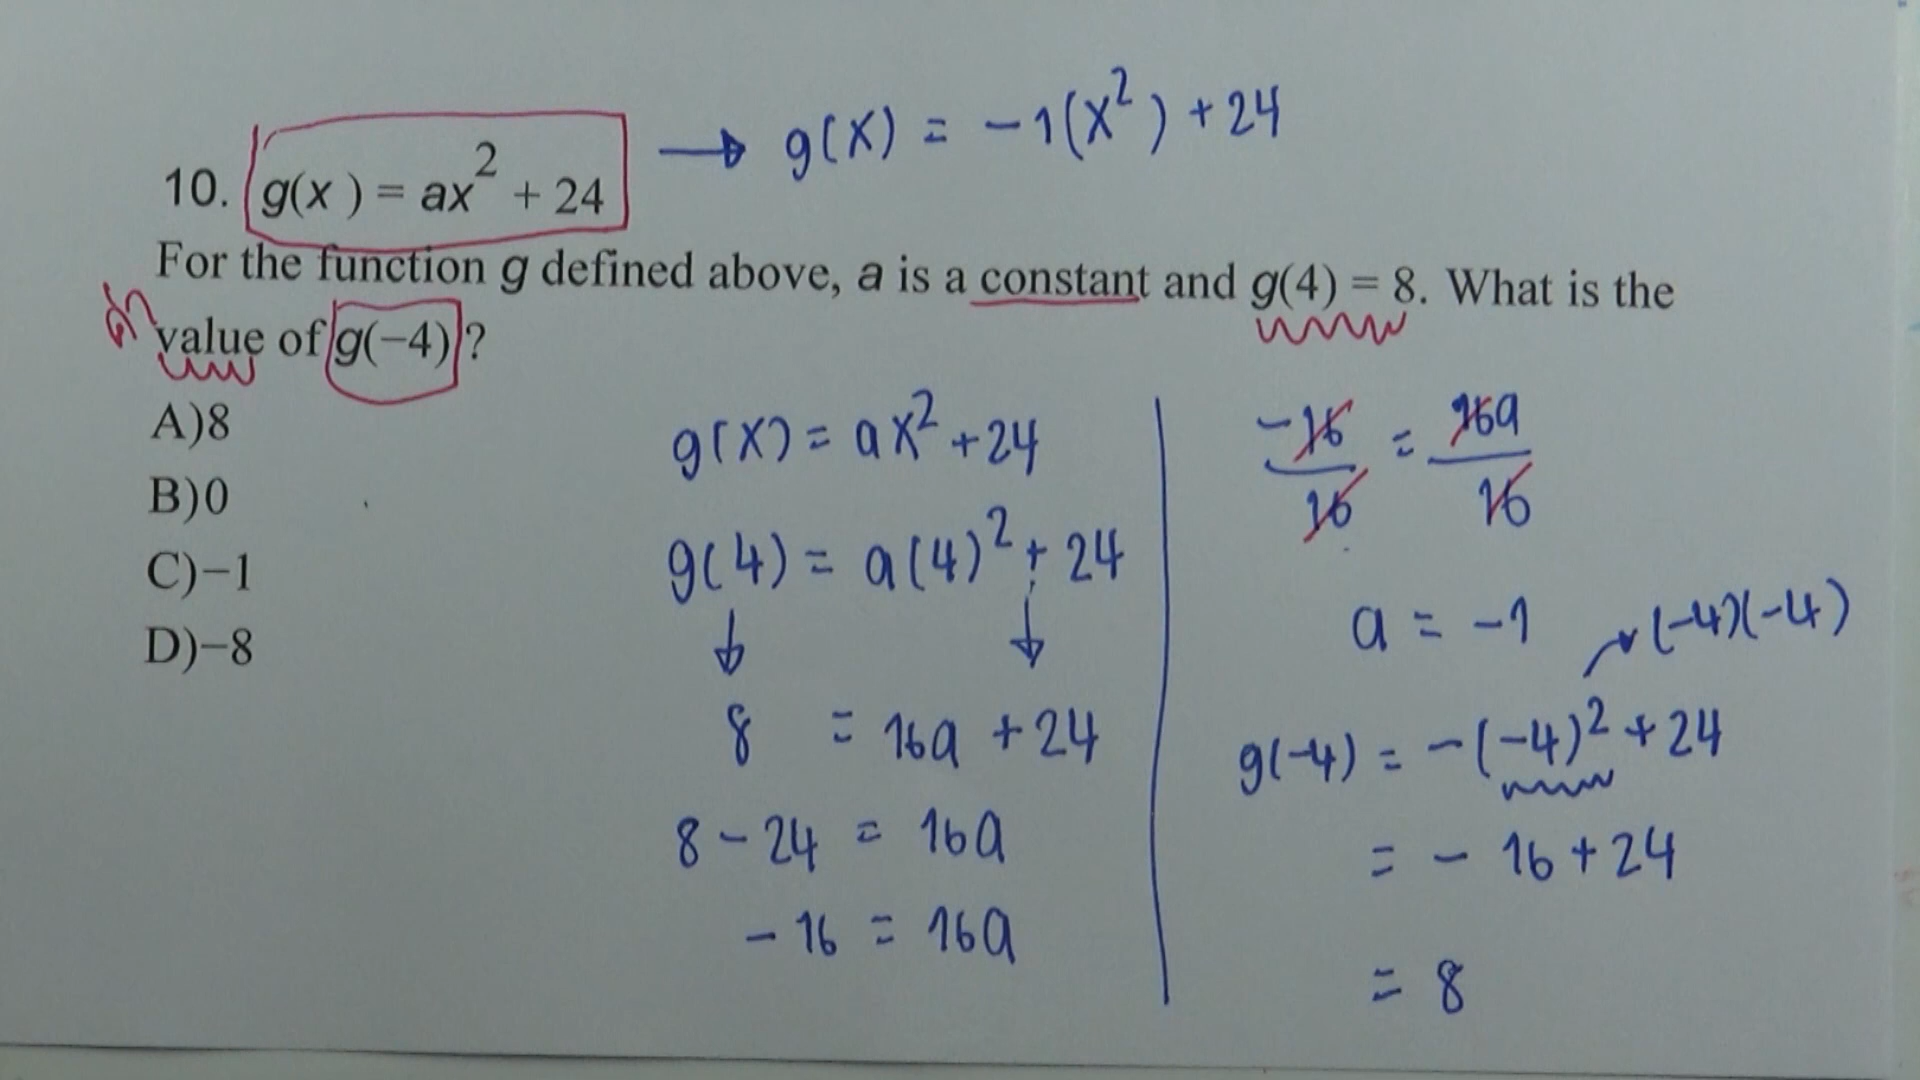 10. g(x) = ax² + 24 → g(x) = -1(x²) + 24
For the function g defined above, a is a constant and g(4) = 8. What is the
ค่า value of g(−4) ?
A)8
B)0
C)−1
D)−8
g(x) = ax² + 24
g(4) = a(4)² + 24
↓ ↓
8 = 16a + 24
8 - 24 = 16a
-16 = 16a
-16/16 = 16a/16
a = -1 → (-4)(-4)
g(-4) = -(-4)² + 24
= - 16 + 24
= 8